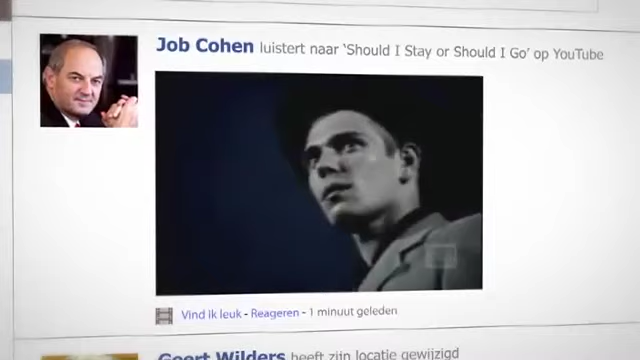 Job Cohen luistert naar 'Should I Stay or Should I Go' op YouTube
Vind ik leuk - Reageren - 1 minuut geleden
Geert Wilders heeft zijn locatie gewijzigd